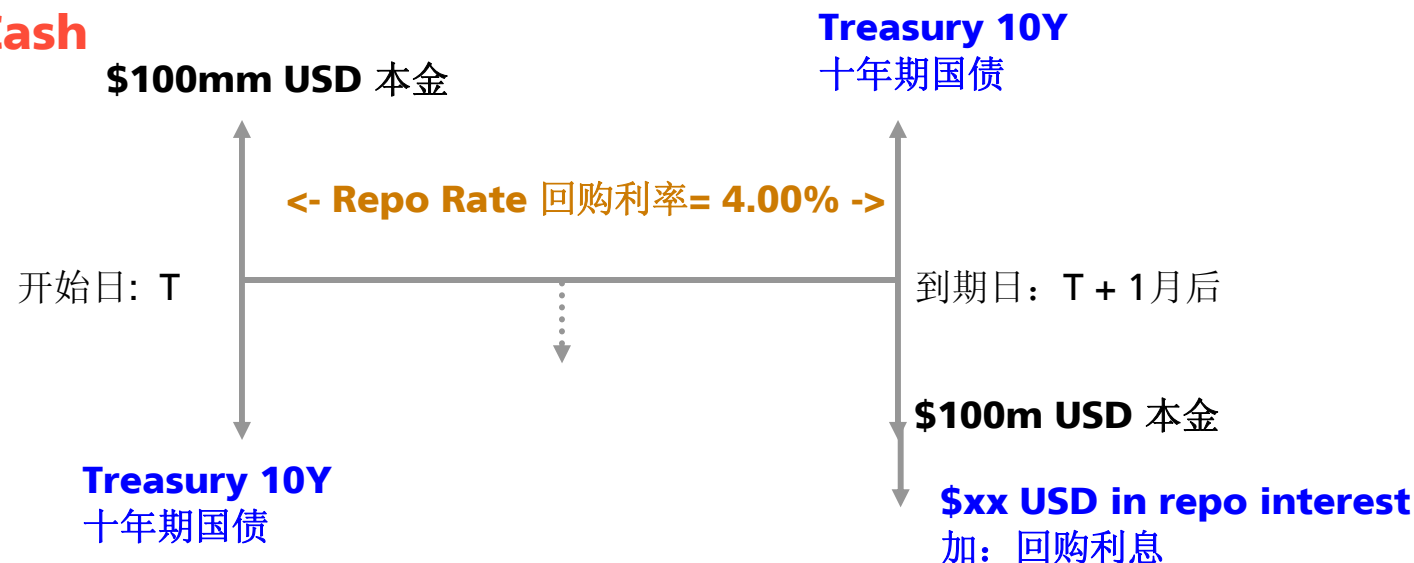 Cash
Treasury 10Y
十年期国债
$100mm USD 本金
<- Repo Rate 回购利率= 4.00% ->
开始日: T
到期日：T + 1月后
$100m USD 本金
Treasury 10Y
十年期国债
$xx USD in repo interest
加：回购利息